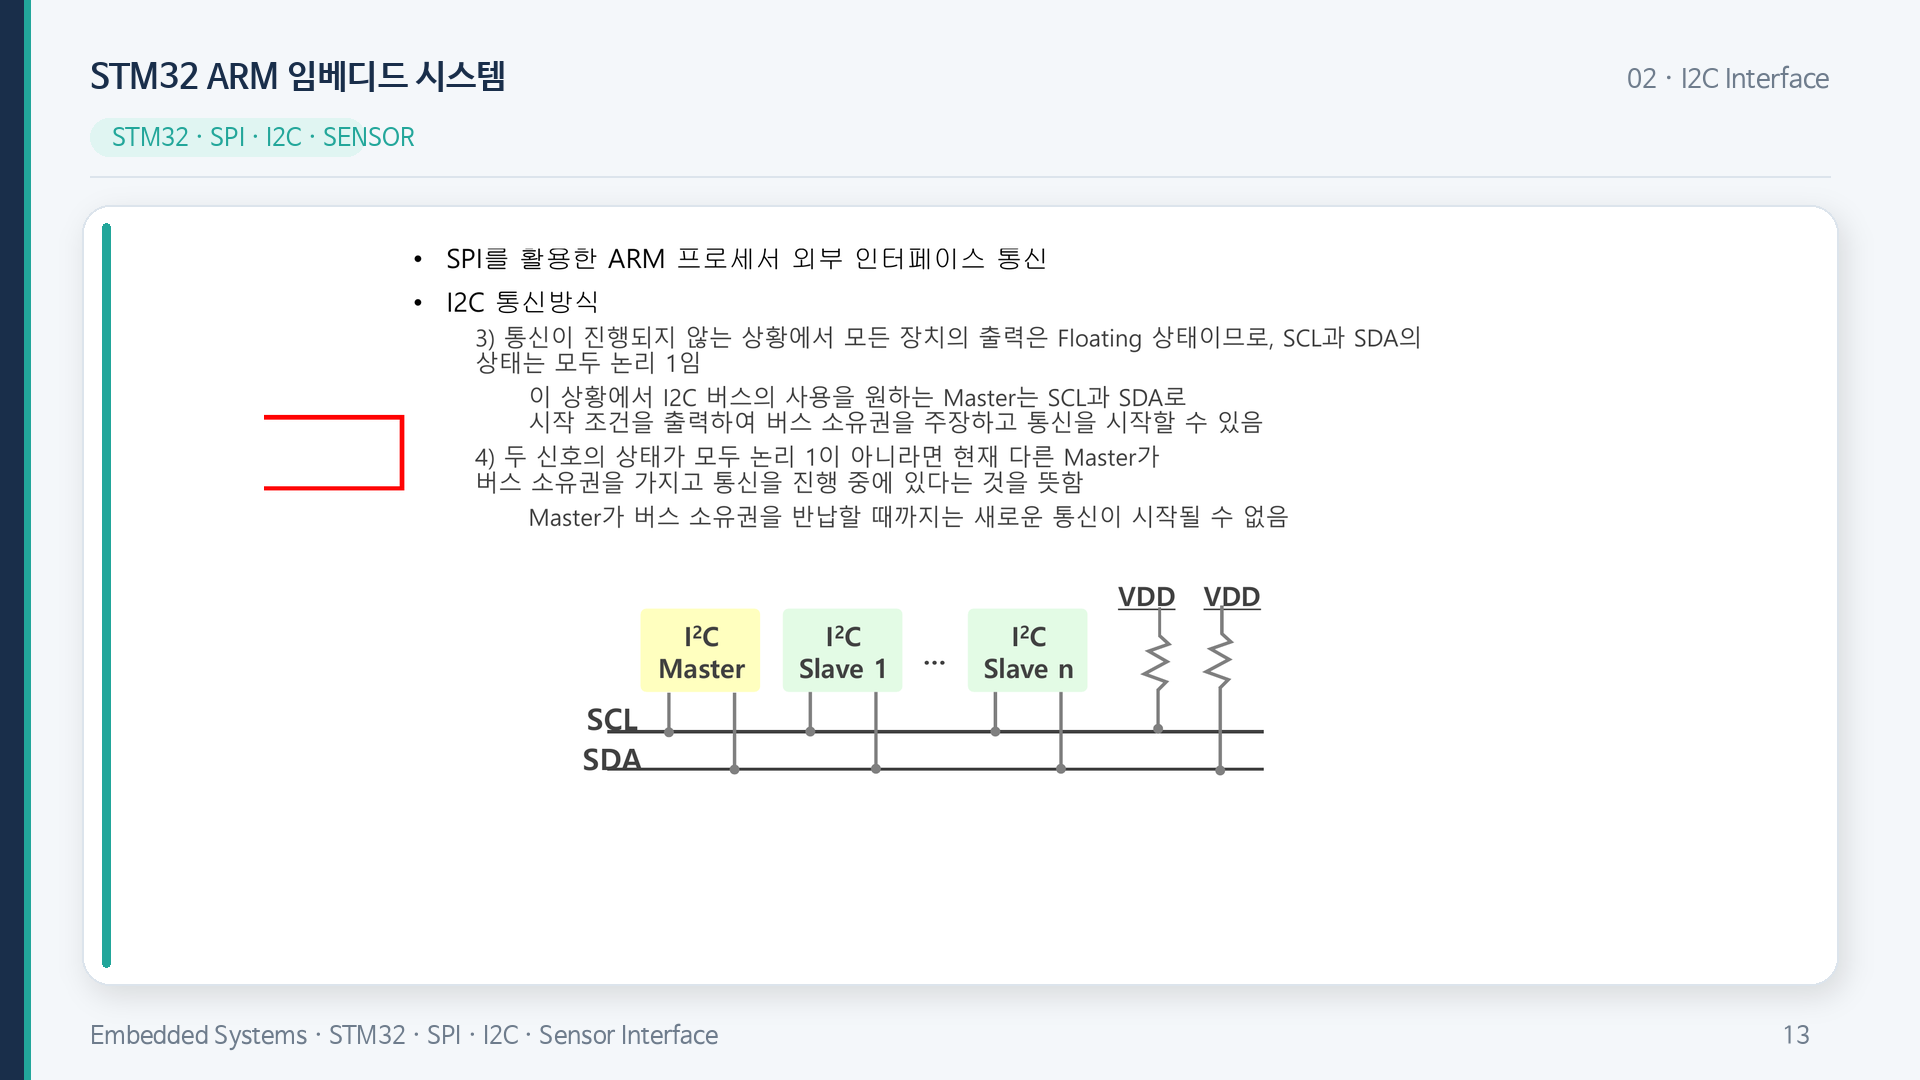 STM32 ARM 임베디드 시스템
02 · I2C Interface
STM32 · SPI · I2C · SENSOR
• SPI를 활용한 ARM 프로세서 외부 인터페이스 통신
• I2C 통신방식
3) 통신이 진행되지 않는 상황에서 모든 장치의 출력은 Floating 상태이므로, SCL과 SDA의
상태는 모두 논리 1임
이 상황에서 I2C 버스의 사용을 원하는 Master는 SCL과 SDA로
시작 조건을 출력하여 버스 소유권을 주장하고 통신을 시작할 수 있음
4) 두 신호의 상태가 모두 논리 1이 아니라면 현재 다른 Master가
버스 소유권을 가지고 통신을 진행 중에 있다는 것을 뜻함
Master가 버스 소유권을 반납할 때까지는 새로운 통신이 시작될 수 없음
VDD VDD
I²C
Master
I²C
Slave 1
...
I²C
Slave n
SCL
SDA
Embedded Systems · STM32 · SPI · I2C · Sensor Interface
13